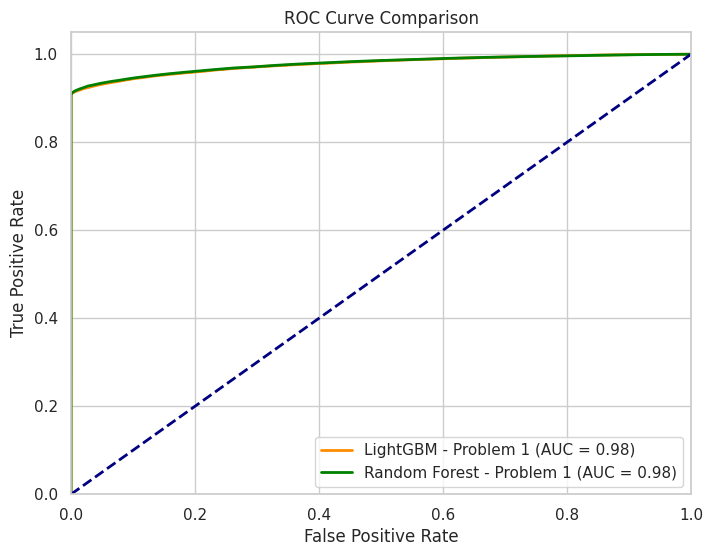 ROC Curve Comparison
True Positive Rate
1.0
0.8
0.6
0.4
0.2
0.0
LightGBM - Problem 1 (AUC = 0.98)
Random Forest - Problem 1 (AUC = 0.98)
0.0 0.2 0.4 0.6 0.8 1.0
False Positive Rate